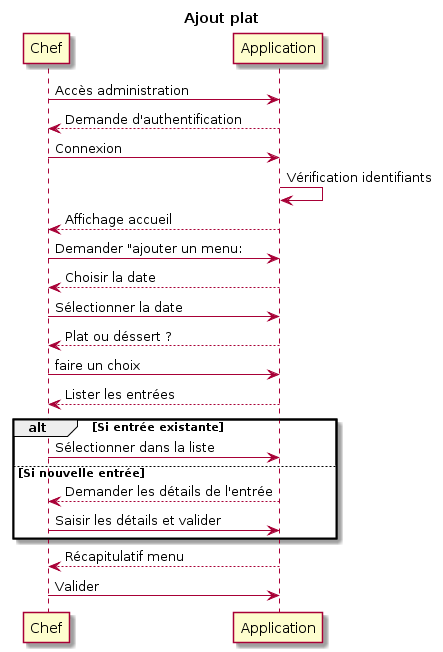 Ajout plat
Chef Application
Accès administration
Demande d'authentification
Connexion
Vérification identifiants
Affichage accueil
Demander "ajouter un menu:
Choisir la date
Sélectionner la date
Plat ou déssert ?
faire un choix
Lister les entrées
alt [Si entrée existante]
Sélectionner dans la liste
[Si nouvelle entrée]
Demander les détails de l'entrée
Saisir les détails et valider
Récapitulatif menu
Valider
Chef Application